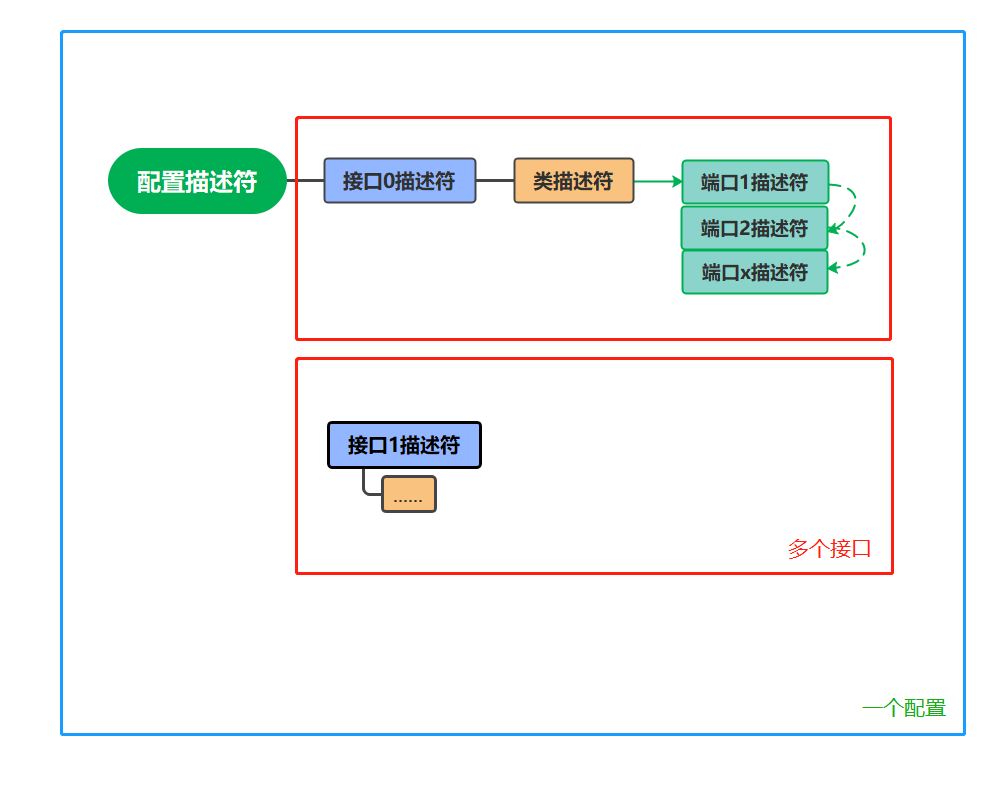 配置描述符
接口0描述符
类描述符
端口1描述符
端口2描述符
端口x描述符
接口1描述符
......
多个接口
一个配置